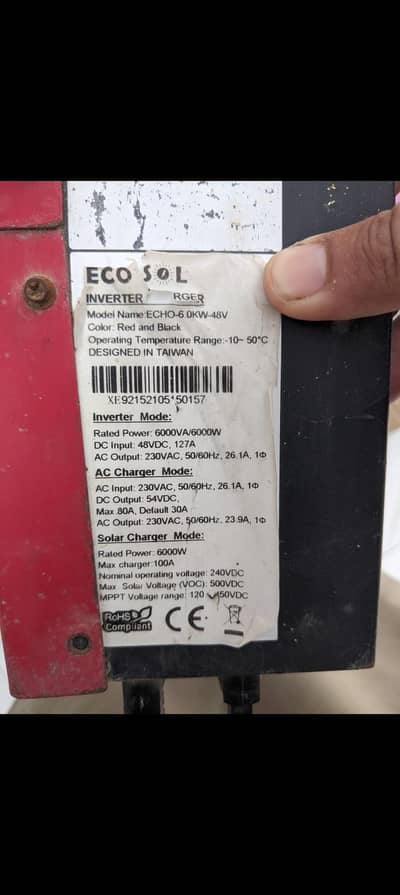 ECO SOL
INVERTER RGER
Model Name:ECHO-6.0KW-48V
Color: Red and Black
Operating Temperature Range:-10~ 50°C
DESIGNED IN TAIWAN
Inverter Mode:
Rated Power: 6000VA/6000W
DC Input: 48VDC, 127A
AC Output: 230VAC, 50/60Hz, 26.1A, 1Φ
AC Charger Mode:
AC Input: 230VAC, 50/60Hz, 26.1A, 1Φ
DC Output: 54VDC,
Max.80A, Default 30A
AC Output: 230VAC, 50/60Hz, 23.9A, 1Φ
Solar Charger Mode:
Rated Power: 6000W
Max charger:100A
Nominal operating voltage: 240VDC
Max. Solar Voltage (VOC): 500VDC
MPPT Voltage range: 120 450VDC
RoHS
Compliant CE